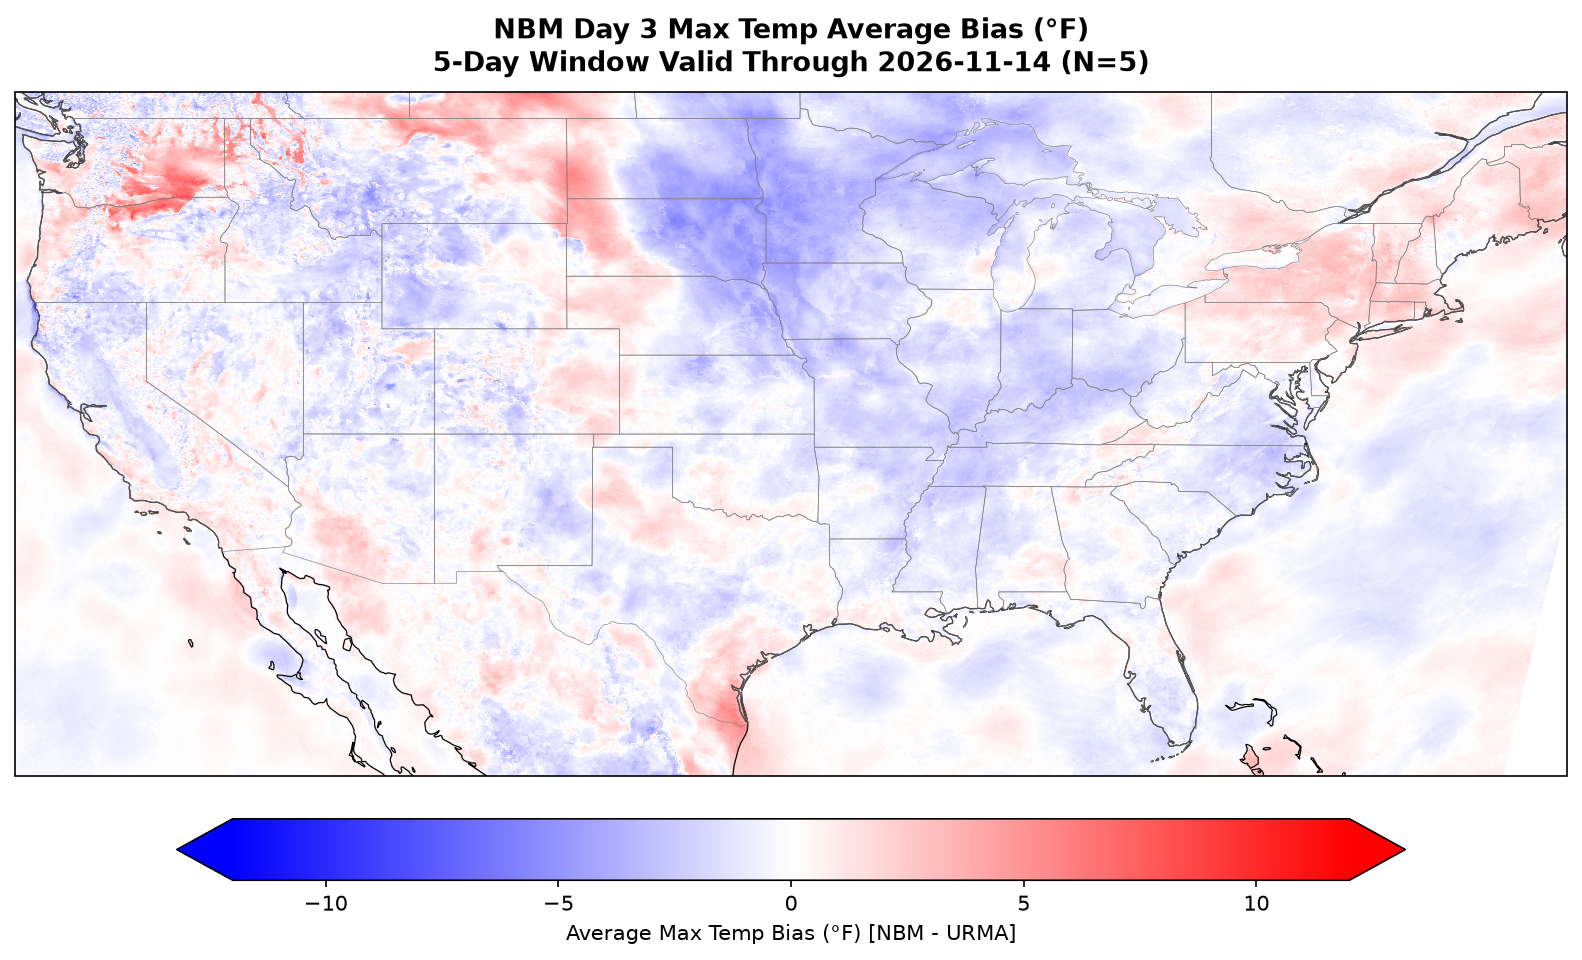 NBM Day 3 Max Temp Average Bias (°F)
5-Day Window Valid Through 2026-11-14 (N=5)
−10 −5 0 5 10
Average Max Temp Bias (°F) [NBM - URMA]